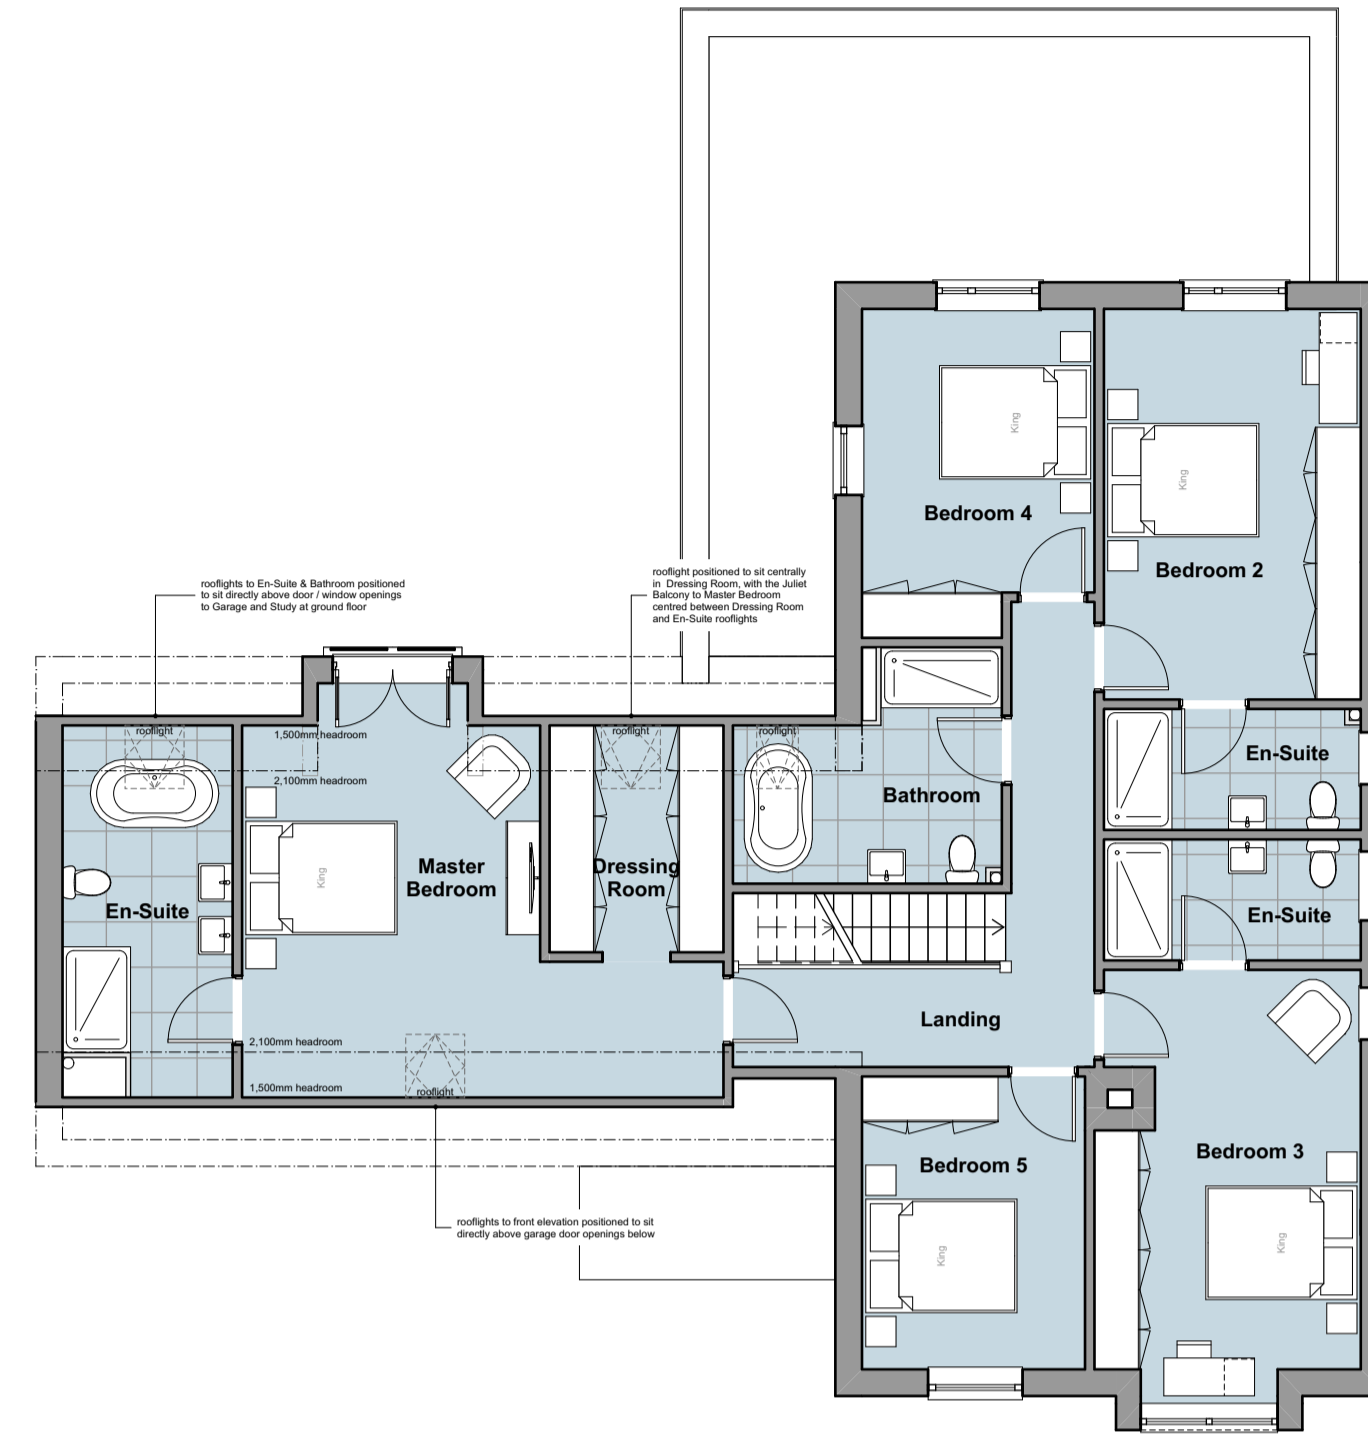 King
Bedroom 4
King
Bedroom 2
rooflights to En-Suite & Bathroom positioned
to sit directly above door / window openings
to Garage and Study at ground floor
rooflight positioned to sit centrally
in Dressing Room, with the Juliet
Balcony to Master Bedroom
centred between Dressing Room
and En-Suite rooflights
rooflight
1,500mm headroom
2,100mm headroom
rooflight
rooflight
En-Suite
Bathroom
Master
Bedroom
King
Dressing
Room
En-Suite
En-Suite
Landing
2,100mm headroom
1,500mm headroom
rooflight
Bedroom 5
King
Bedroom 3
King
rooflights to front elevation positioned to sit
directly above garage door openings below